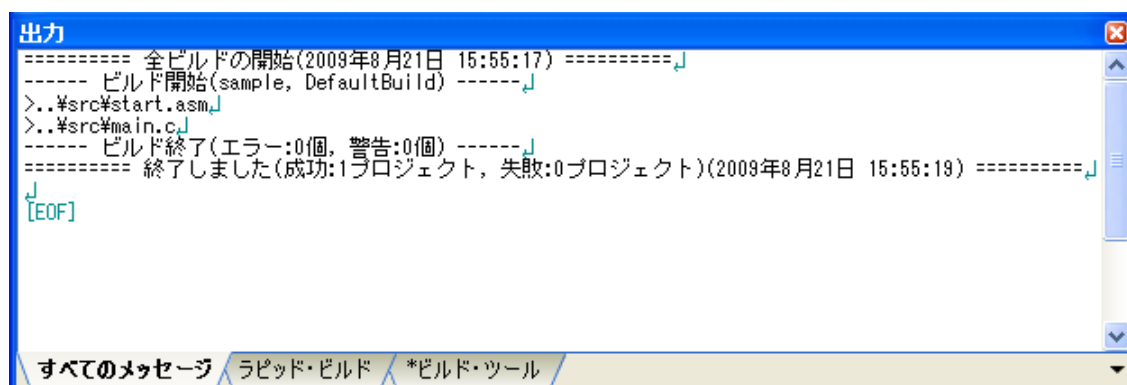 出力
========== 全ビルドの開始(2009年8月21日 15:55:17) ==========↲
------ ビルド開始(sample, DefaultBuild) ------↲
>..¥src¥start.asm↲
>..¥src¥main.c↲
------ ビルド終了(エラー:0個, 警告:0個) ------↲
========== 終了しました(成功:1プロジェクト, 失敗:0プロジェクト)(2009年8月21日 15:55:19) ==========↲
↲
[EOF]
すべてのメッセージ ラピッド・ビルド *ビルド・ツール